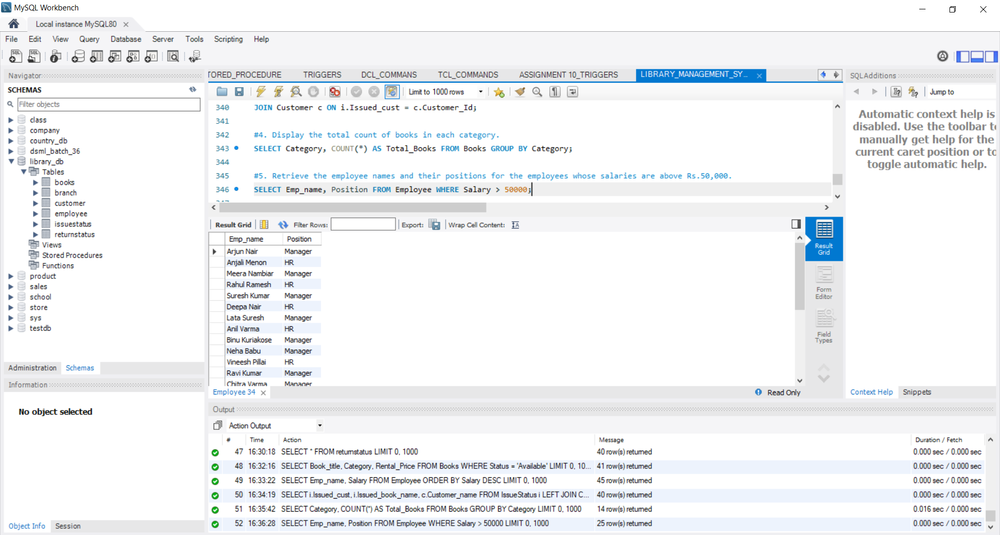 MySQL Workbench
Local instance MySQL80
File Edit View Query Database Server Tools Scripting Help
Navigator
SCHEMAS
Filter objects
class
company
country_db
dsml_batch_36
library_db
Tables
books
branch
customer
employee
issuestatus
returnstatus
Views
Stored Procedures
Functions
product
sales
school
store
sys
testdb
Administration Schemas
Information
No object selected
Object Info Session
TORED_PROCEDURE TRIGGERS DCL_COMMANS TCL_COMMANDS ASSIGNMENT 10_TRIGGERS LIBRARY_MANAGEMENT_SY...
Limit to 1000 rows
340 JOIN Customer c ON i.Issued_cust = c.Customer_Id;
341
342 #4. Display the total count of books in each category.
343 SELECT Category, COUNT(*) AS Total_Books FROM Books GROUP BY Category;
344
345 #5. Retrieve the employee names and their positions for the employees whose salaries are above Rs.50,000.
346 SELECT Emp_name, Position FROM Employee WHERE Salary > 50000;
Result Grid Filter Rows: Export: Wrap Cell Content:
Emp_name Position
Arjun Nair Manager
Anjali Menon HR
Meera Nambiar Manager
Rahul Ramesh HR
Suresh Kumar Manager
Deepa Nair HR
Lata Suresh Manager
Anil Varma HR
Binu Kuriakose Manager
Neha Babu Manager
Vineesh Pillai HR
Ravi Kumar Manager
Chitra Varma Manager
Employee 34
Read Only
Result
Grid
Form
Editor
Field
Types
SQLAdditions
Jump to
Automatic context help is
disabled. Use the toolbar to
manually get help for the
current caret position or to
toggle automatic help.
Context Help Snippets
Output
Action Output
# Time Action Message Duration / Fetch
47 16:30:18 SELECT * FROM returnstatus LIMIT 0, 1000 40 row(s) returned 0.000 sec / 0.000 sec
48 16:32:16 SELECT Book_title, Category, Rental_Price FROM Books WHERE Status = 'Available' LIMIT 0, 10... 41 row(s) returned 0.000 sec / 0.000 sec
49 16:33:22 SELECT Emp_name, Salary FROM Employee ORDER BY Salary DESC LIMIT 0, 1000 45 row(s) returned 0.000 sec / 0.000 sec
50 16:34:19 SELECT i.Issued_cust, i.Issued_book_name, c.Customer_name FROM IssueStatus i LEFT JOIN C... 40 row(s) returned 0.000 sec / 0.000 sec
51 16:35:42 SELECT Category, COUNT(*) AS Total_Books FROM Books GROUP BY Category LIMIT 0, 1000 14 row(s) returned 0.016 sec / 0.000 sec
52 16:36:28 SELECT Emp_name, Position FROM Employee WHERE Salary > 50000 LIMIT 0, 1000 25 row(s) returned 0.000 sec / 0.000 sec